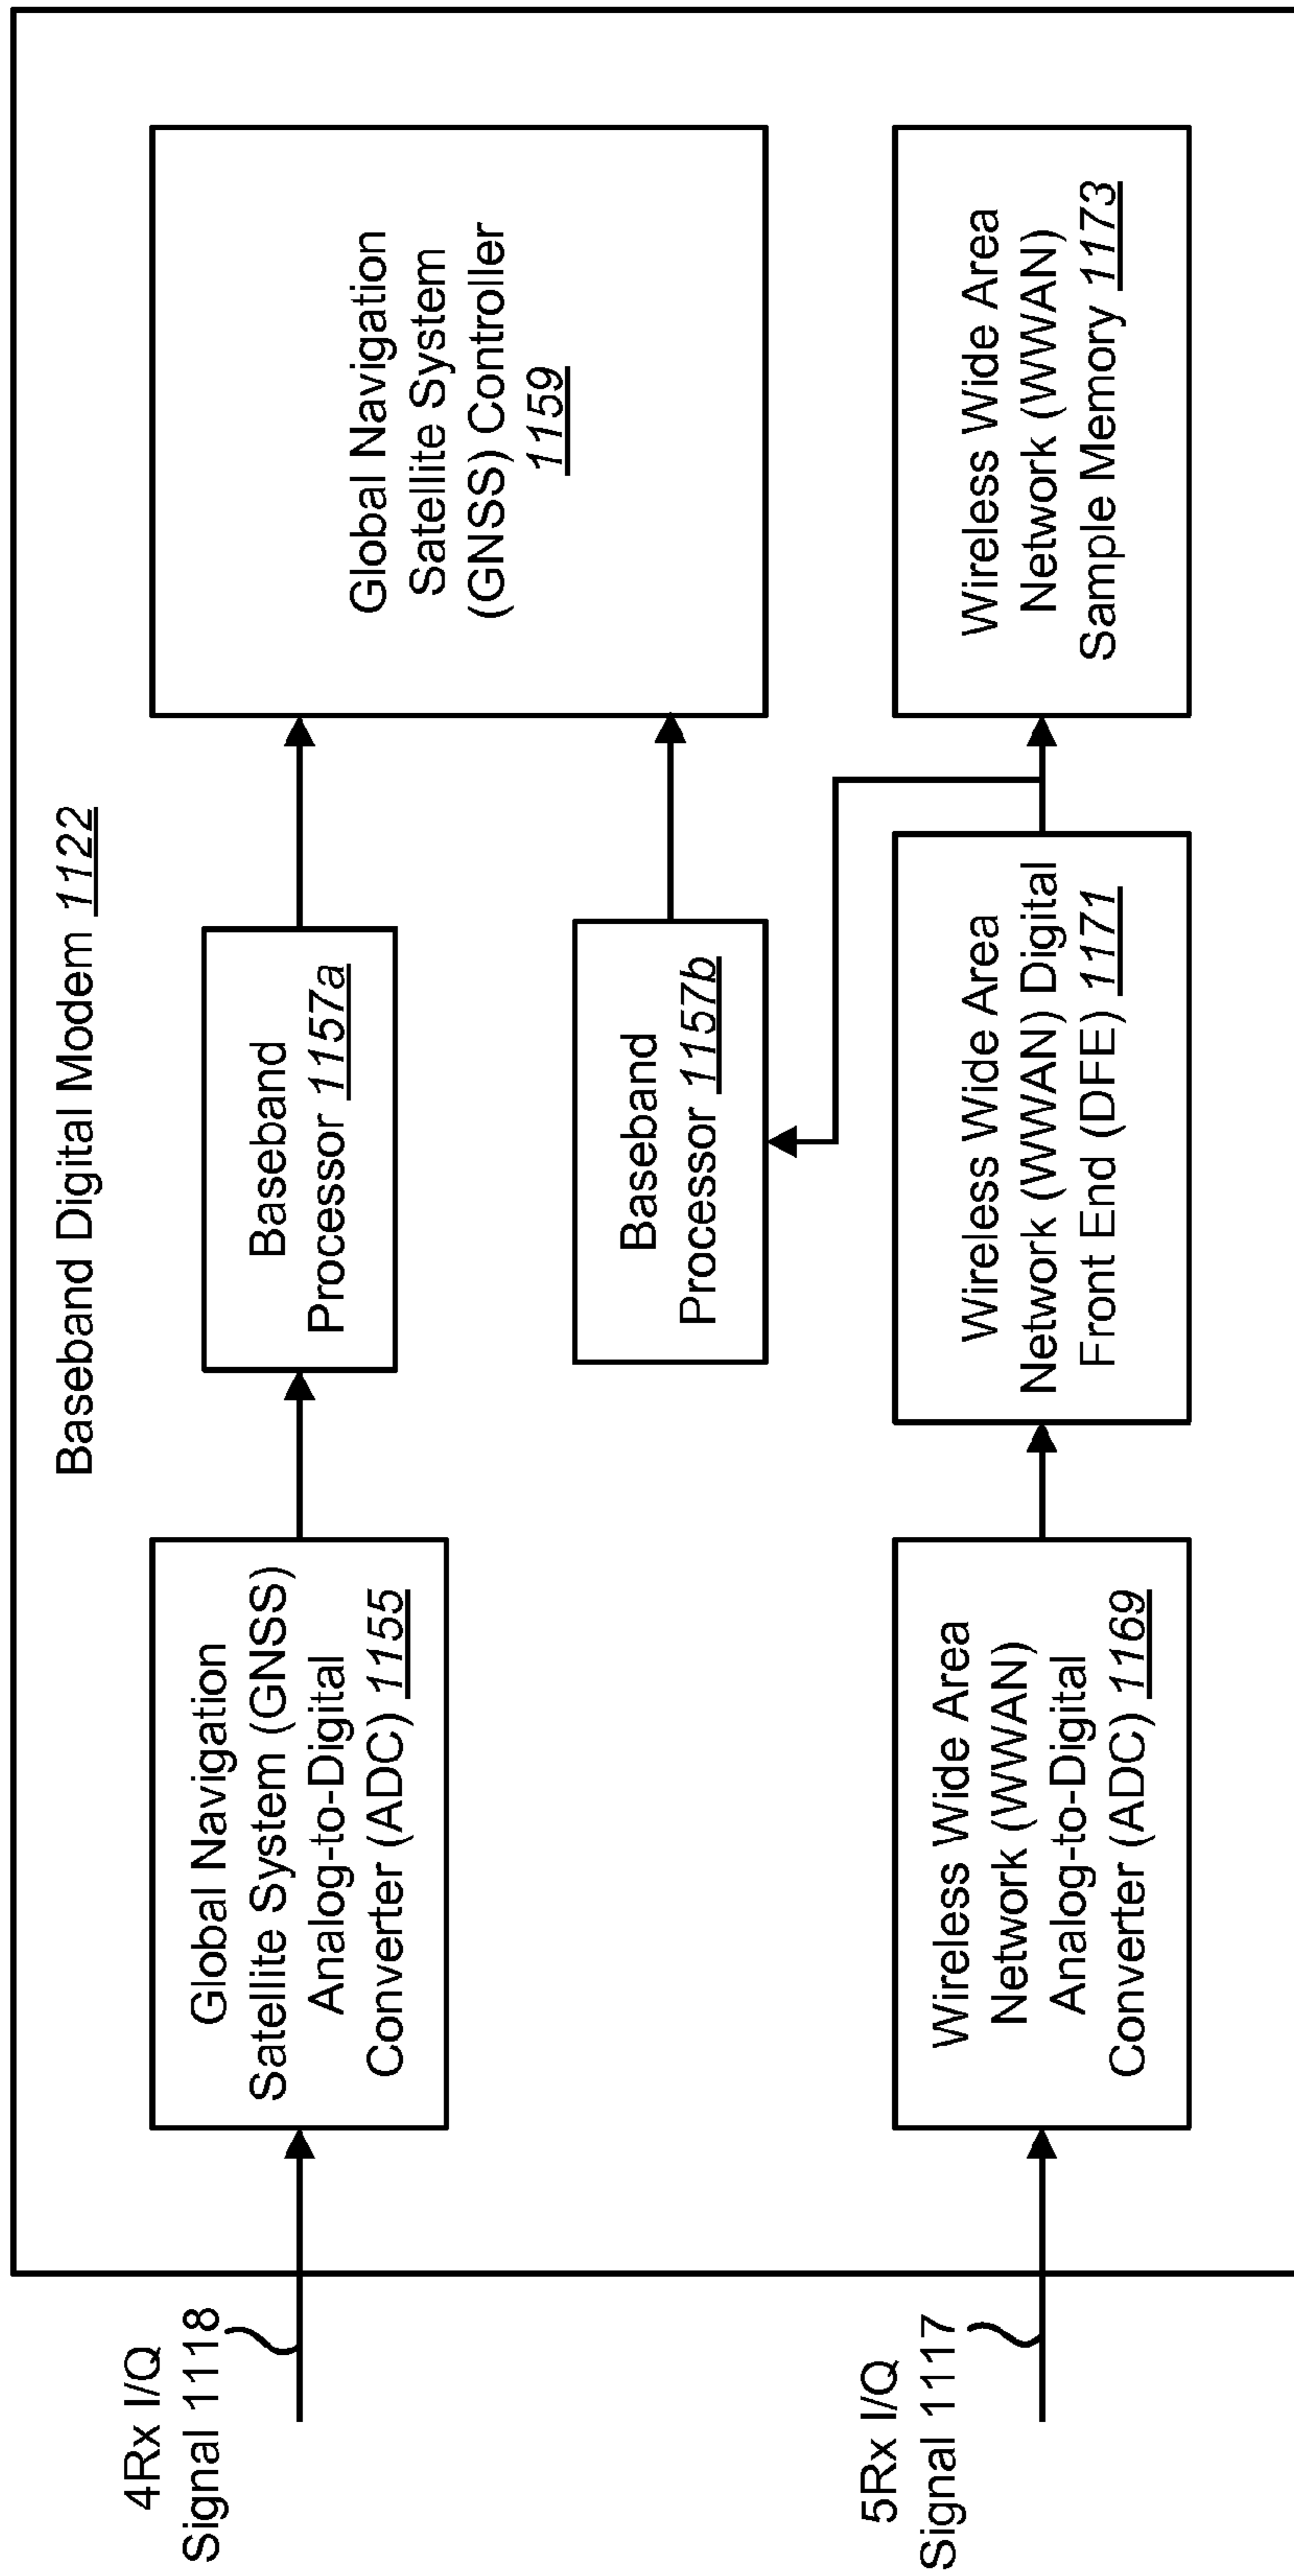 Baseband Digital Modem 1122
4Rx I/Q
Signal 1118
Global Navigation
Satellite System (GNSS)
Analog-to-Digital
Converter (ADC) 1155
Baseband
Processor 1157a
Global Navigation
Satellite System
(GNSS) Controller
1159
Baseband
Processor 1157b
5Rx I/Q
Signal 1117
Wireless Wide Area
Network (WWAN)
Analog-to-Digital
Converter (ADC) 1169
Wireless Wide Area
Network (WWAN) Digital
Front End (DFE) 1171
Wireless Wide Area
Network (WWAN)
Sample Memory 1173